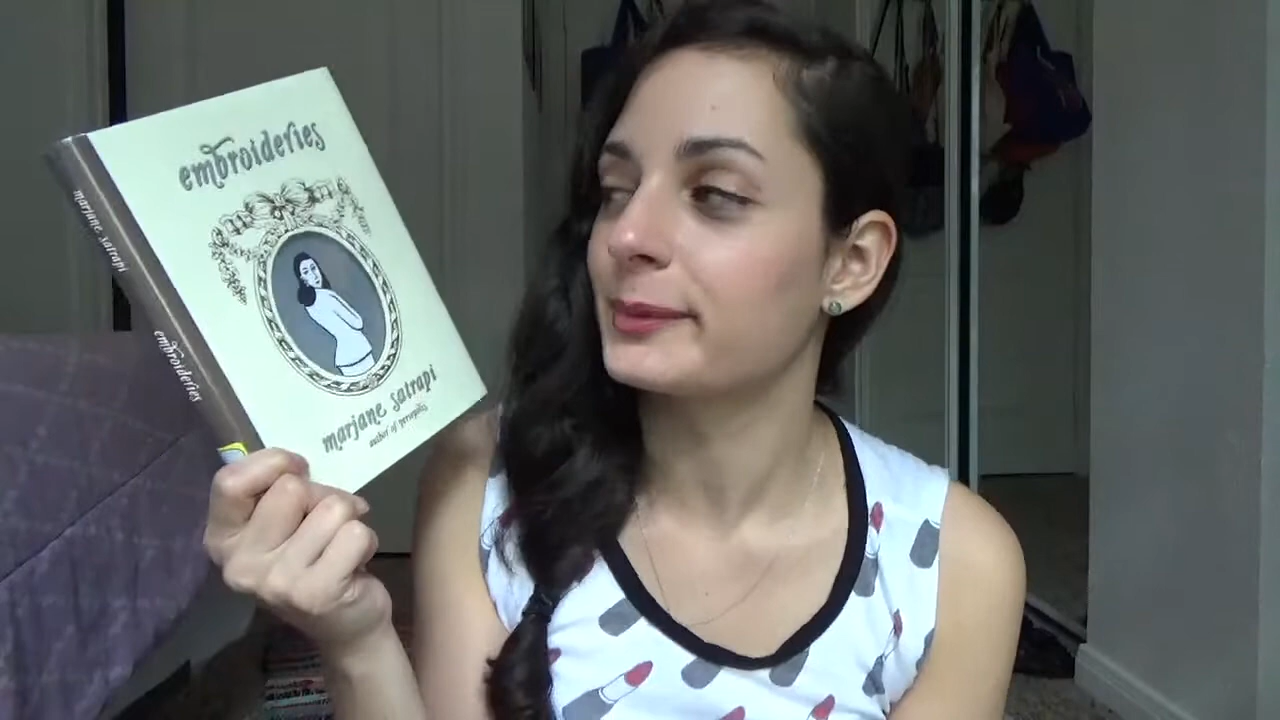 embroideries
marjane satrapi
author of persepolis
marjane satrapi
embroideries